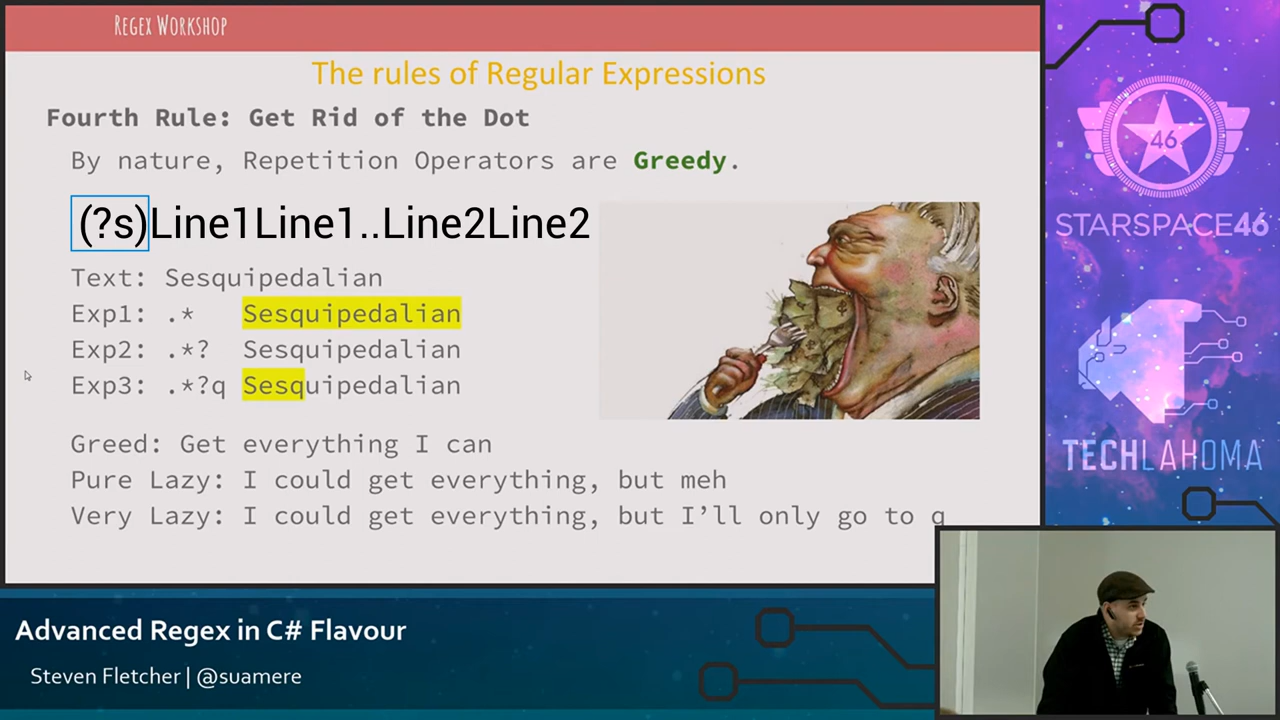 Regex Workshop
The rules of Regular Expressions
Fourth Rule: Get Rid of the Dot
By nature, Repetition Operators are Greedy.
(?s)Line1Line1..Line2Line2
Text: Sesquipedalian
Exp1: .* Sesquipedalian
Exp2: .*? Sesquipedalian
Exp3: .*?q Sesquipedalian
Greed: Get everything I can
Pure Lazy: I could get everything, but meh
Very Lazy: I could get everything, but I’ll only go to q
46
STARSPACE46
TECHLAHOMA
Advanced Regex in C# Flavour
Steven Fletcher | @suamere